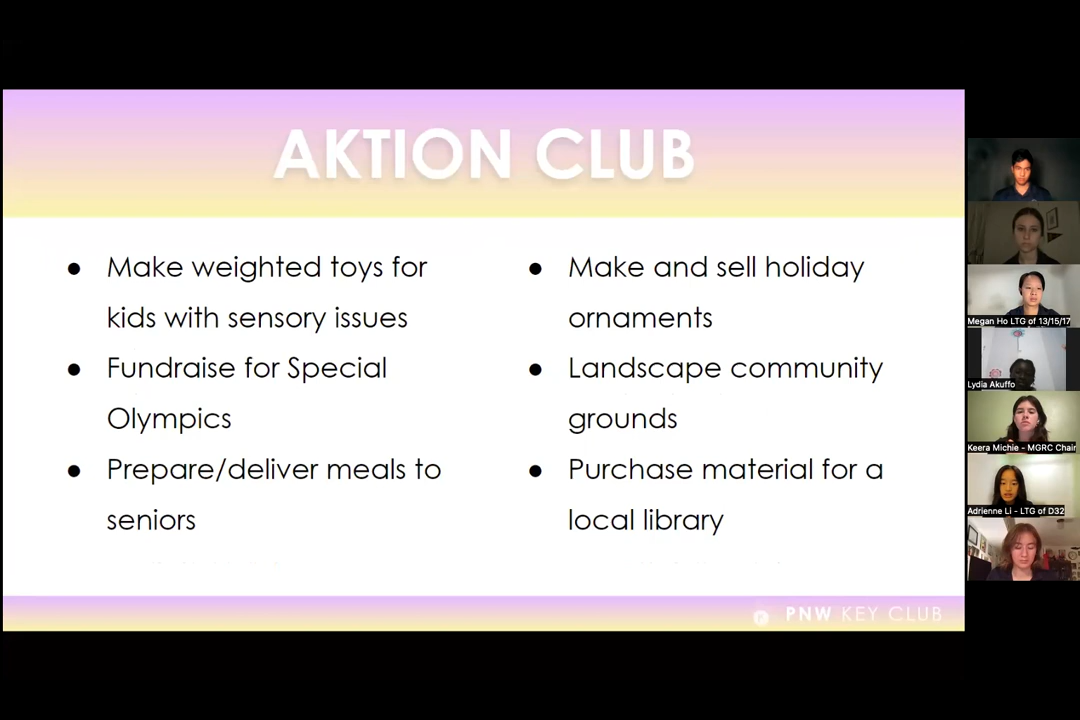 AKTION CLUB
● Make weighted toys for
kids with sensory issues
● Fundraise for Special
Olympics
● Prepare/deliver meals to
seniors
● Make and sell holiday
ornaments
● Landscape community
grounds
● Purchase material for a
local library
PNW KEY CLUB
Megan Ho LTG of 13/15/17
Lydia Akuffo
Keera Michie - MGRC Chair
Adrienne Li - LTG of D32